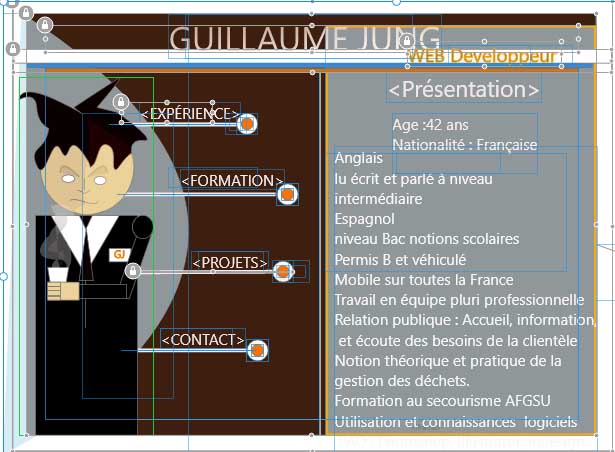 GUILLAUME JUNG
WEB Developpeur
<Présentation>
Age :42 ans
Nationalité : Française
Anglais
lu écrit et parlé à niveau
intermédiaire
Espagnol
niveau Bac notions scolaires
Permis B et véhiculé
Mobile sur toutes la France
Travail en équipe pluri professionnelle
Relation publique : Accueil, information,
et écoute des besoins de la clientèle
Notion théorique et pratique de la
gestion des déchets.
Formation au secourisme AFGSU
Utilisation et connaissances logiciels
<EXPÉRIENCE>
<FORMATION>
<PROJETS>
<CONTACT>
GJ